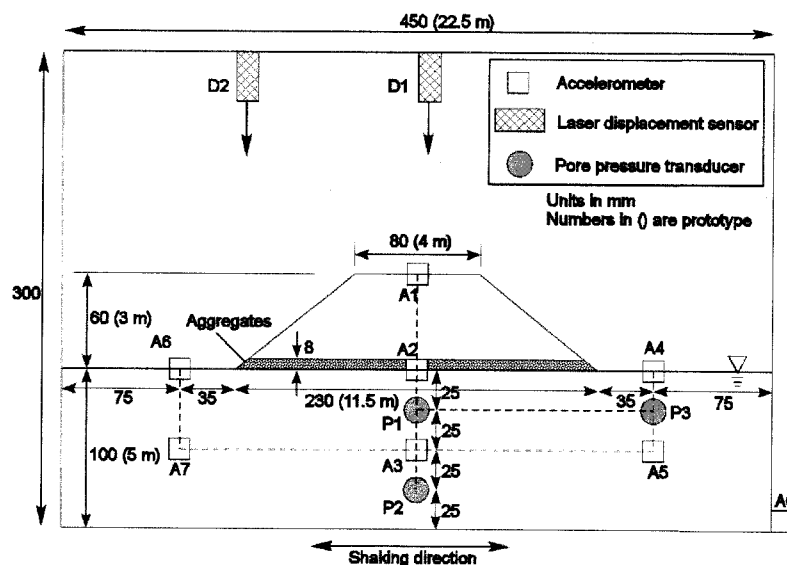 450 (22.5 m)
D2
D1
Accelerometer
Laser displacement sensor
Pore pressure transducer
Units in mm
Numbers in () are prototype
80 (4 m)
300
A1
60 (3 m)
Aggregates
A6
8
A2
A4
75
35
230 (11.5 m)
25
35
75
P1
P3
25
100 (5 m)
A7
A3
A5
25
P2
25
Shaking direction